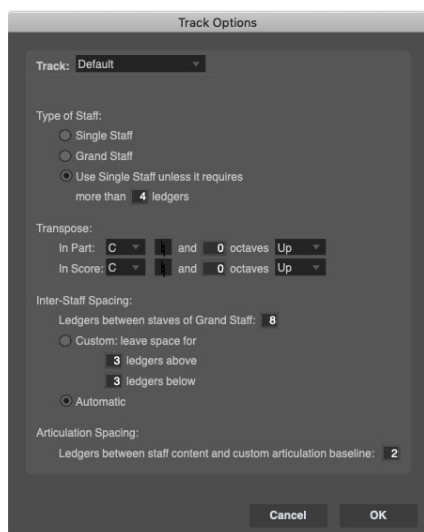 Track Options
Track: Default
Type of Staff:
Single Staff
Grand Staff
Use Single Staff unless it requires
more than 4 ledgers
Transpose:
In Part: C ♮ and 0 octaves Up
In Score: C ♮ and 0 octaves Up
Inter-Staff Spacing:
Ledgers between staves of Grand Staff: 8
Custom: leave space for
3 ledgers above
3 ledgers below
Automatic
Articulation Spacing:
Ledgers between staff content and custom articulation baseline: 2
Cancel OK